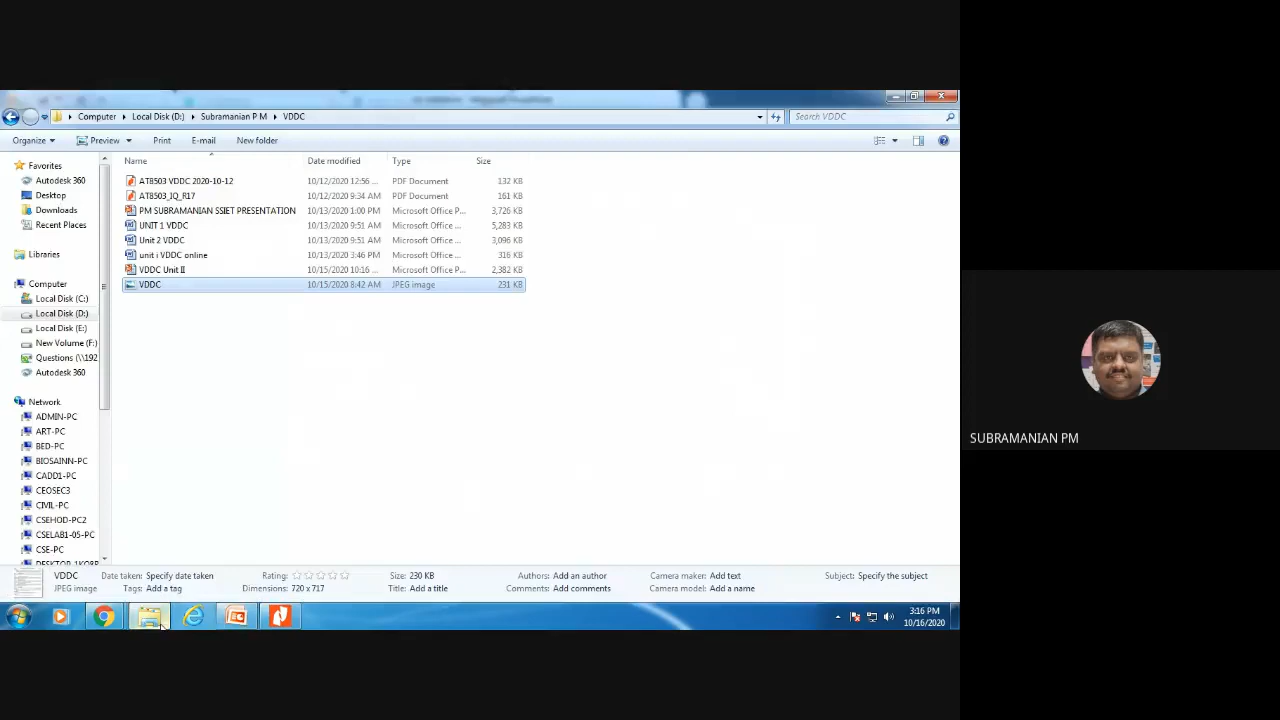 Computer Local Disk (D:) Subramanian P M VDDC
Search VDDC
Organize Preview Print E-mail New folder
Name Date modified Type Size
Favorites
Autodesk 360
Desktop
Downloads
Recent Places
Libraries
Computer
Local Disk (C:)
Local Disk (D:)
Local Disk (E:)
New Volume (F:)
Questions (\\192
Autodesk 360
Network
ADMIN-PC
ART-PC
BED-PC
BIOSAINN-PC
CADD1-PC
CEOSEC3
CIVIL-PC
CSEHOD-PC2
CSELAB1-05-PC
CSE-PC
AT8503 VDDC 2020-10-12 10/12/2020 12:56 ... PDF Document 132 KB
AT8503_IQ_R17 10/12/2020 9:34 AM PDF Document 161 KB
PM SUBRAMANIAN SSIET PRESENTATION 10/13/2020 1:00 PM Microsoft Office P... 3,726 KB
UNIT 1 VDDC 10/13/2020 9:51 AM Microsoft Office ... 5,283 KB
Unit 2 VDDC 10/13/2020 9:51 AM Microsoft Office ... 3,096 KB
unit i VDDC online 10/13/2020 3:46 PM Microsoft Office ... 316 KB
VDDC Unit II 10/15/2020 10:16 ... Microsoft Office P... 2,382 KB
VDDC 10/15/2020 8:42 AM JPEG image 231 KB
VDDC Date taken: Specify date taken Rating: Size: 230 KB Authors: Add an author Camera maker: Add text Subject: Specify the subject
JPEG image Tags: Add a tag Dimensions: 720 x 717 Title: Add a title Comments: Add comments Camera model: Add a name
3:16 PM
10/16/2020
SUBRAMANIAN PM